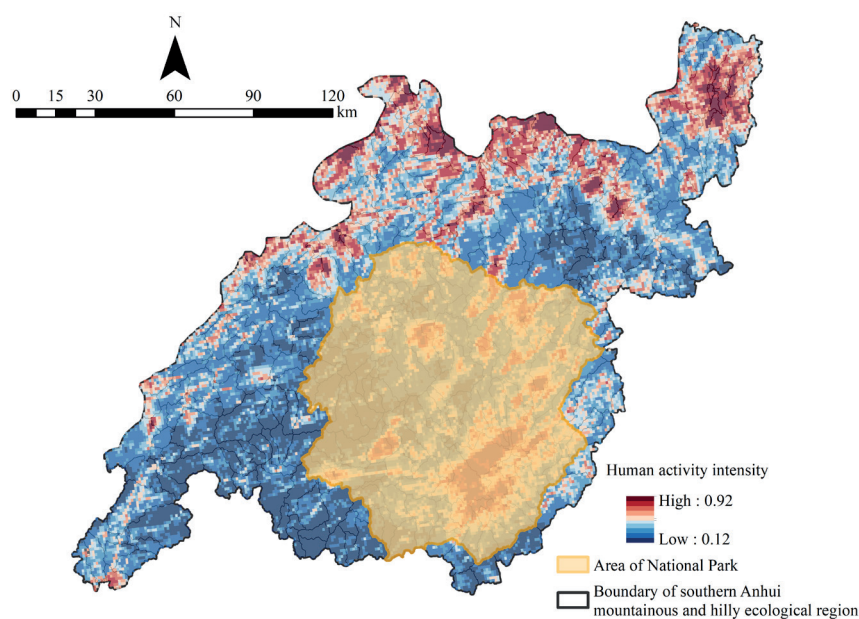 N
0 15 30 60 90 120
km
Human activity intensity
High : 0.92
Low : 0.12
Area of National Park
Boundary of southern Anhui
mountainous and hilly ecological region